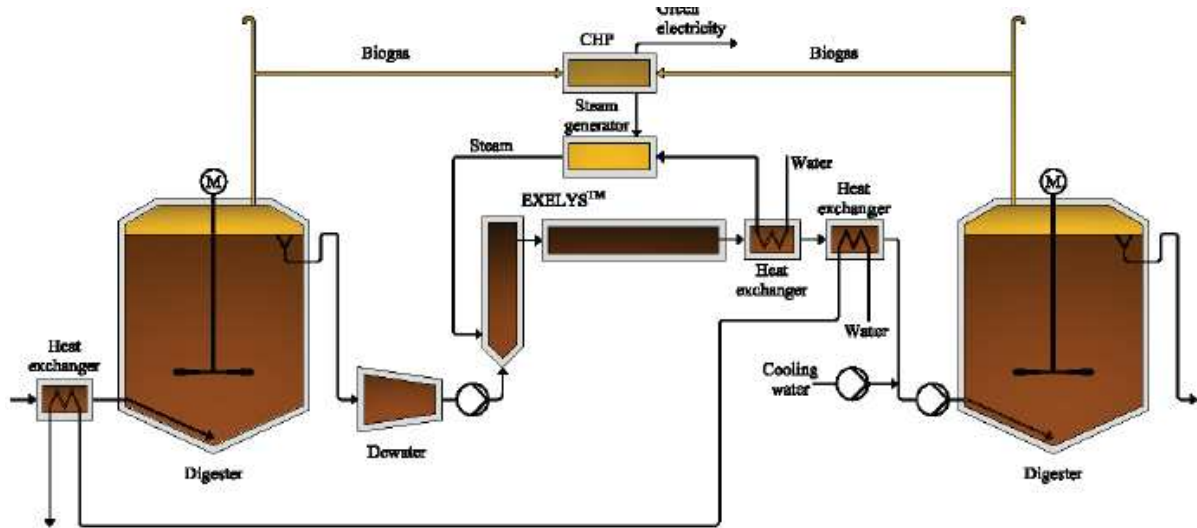 Green
electricity
CHP
Biogas
Biogas
Steam
generator
Steam
Water
M
EXELYS™
Heat
exchanger
M
Heat
exchanger
Water
Heat
exchanger
Cooling
water
Dewater
Digester
Digester